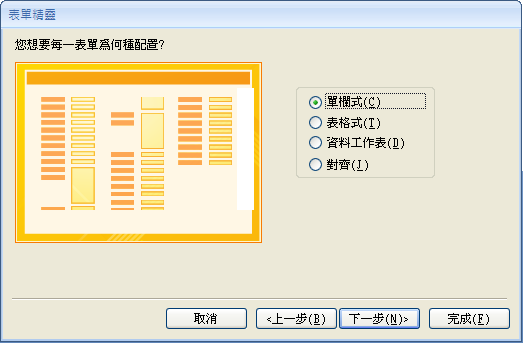 表單精靈
您想要每一表單爲何種配置?
單欄式(C)
表格式(T)
資料工作表(D)
對齊(J)
取消
<上一步(B)
下一步(N)>
完成(F)